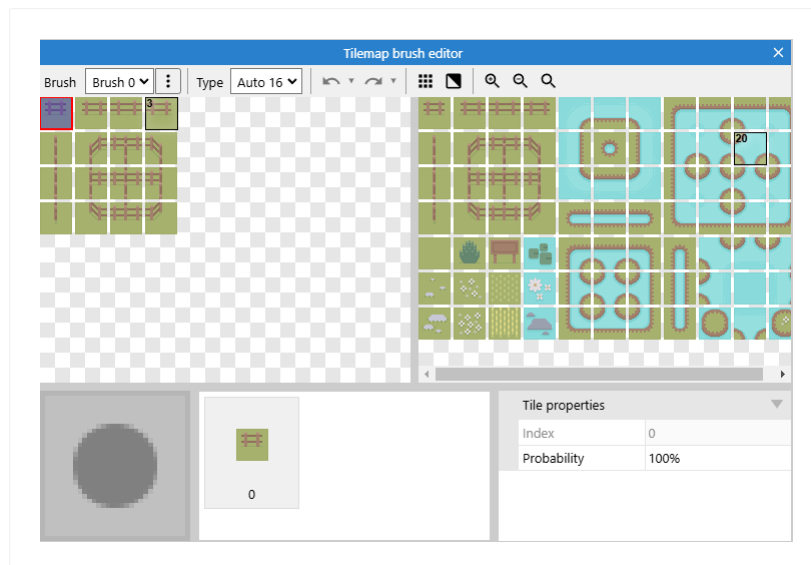 Tilemap brush editor
Brush Brush 0 Type Auto 16
3
20
0
Tile properties
Index 0
Probability 100%